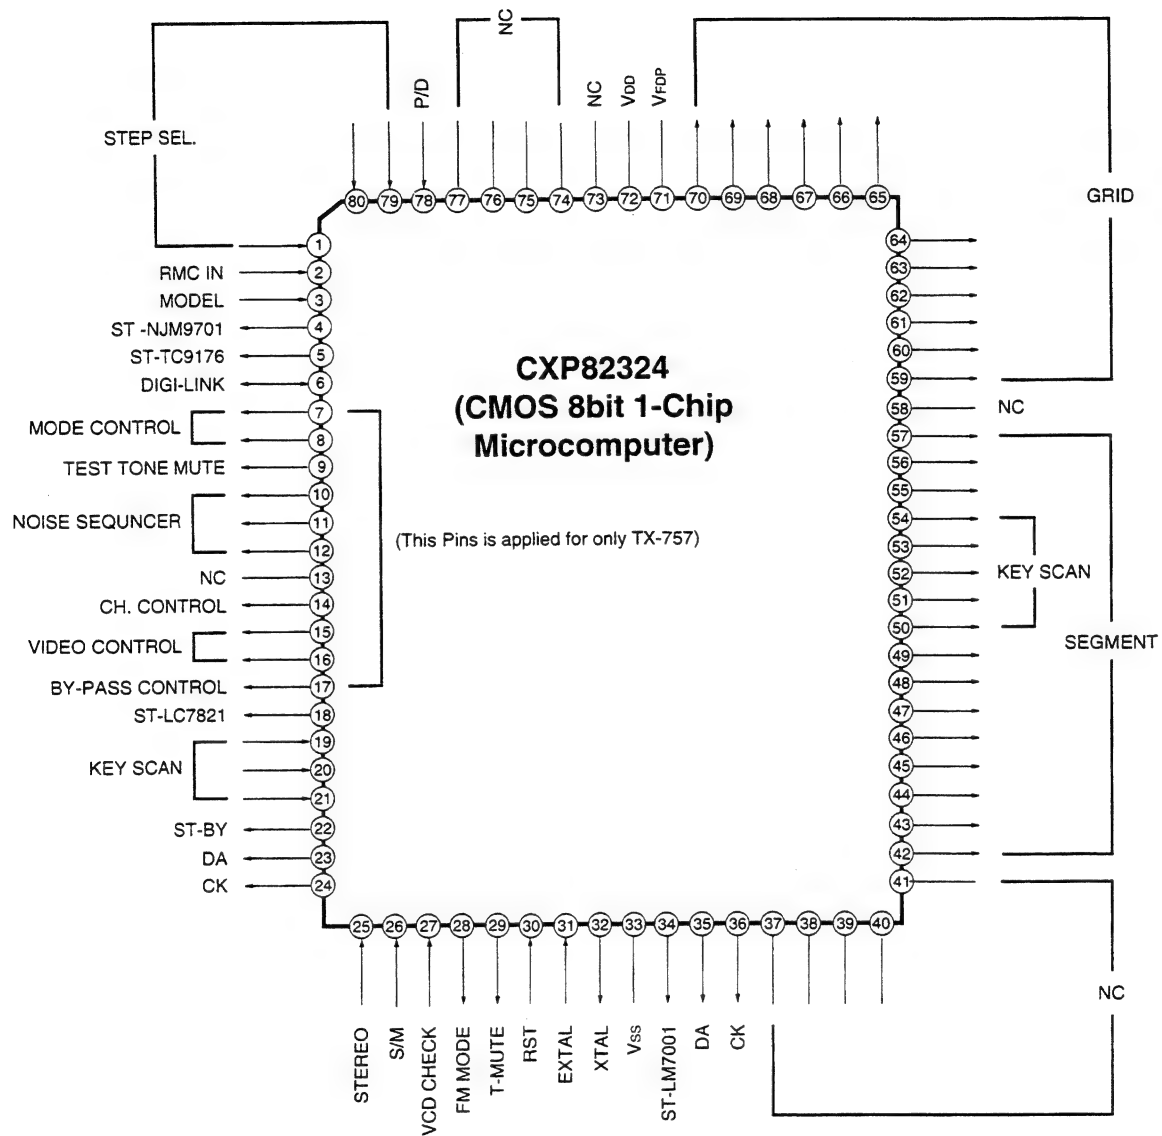 NC
P/D
NC
VDD
VFDP
STEP SEL.
GRID
80 79 78 77 76 75 74 73 72 71 70 69 68 67 66 65
1
RMC IN 2
MODEL 3
ST -NJM9701 4
ST-TC9176 5
DIGI-LINK 6
MODE CONTROL
7
8
TEST TONE MUTE 9
NOISE SEQUNCER
10
11
12
NC 13
CH. CONTROL 14
VIDEO CONTROL
15
16
BY-PASS CONTROL 17
ST-LC7821 18
KEY SCAN
19
20
21
ST-BY 22
DA 23
CK 24
CXP82324
(CMOS 8bit 1-Chip
Microcomputer)
(This Pins is applied for only TX-757)
64
63
62
61
60
59
58 NC
57
56
55
54
53
52
51
50
KEY SCAN
49
48
47
46
45
44
43
42
SEGMENT
41
25 26 27 28 29 30 31 32 33 34 35 36 37 38 39 40
STEREO
S/M
VCD CHECK
FM MODE
T-MUTE
RST
EXTAL
XTAL
VSS
ST-LM7001
DA
CK
NC